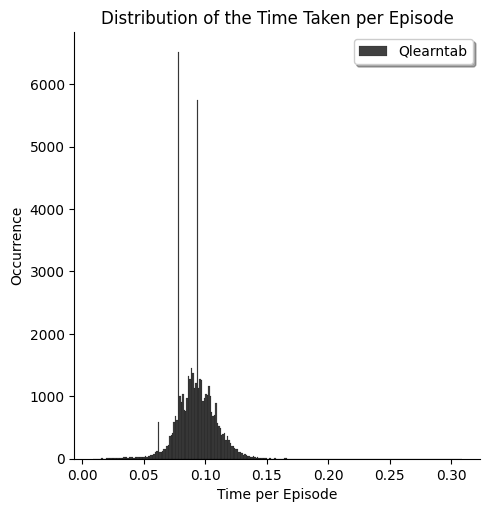 Distribution of the Time Taken per Episode
Qlearntab
6000
5000
4000
3000
2000
1000
0
Occurrence
0.00 0.05 0.10 0.15 0.20 0.25 0.30
Time per Episode